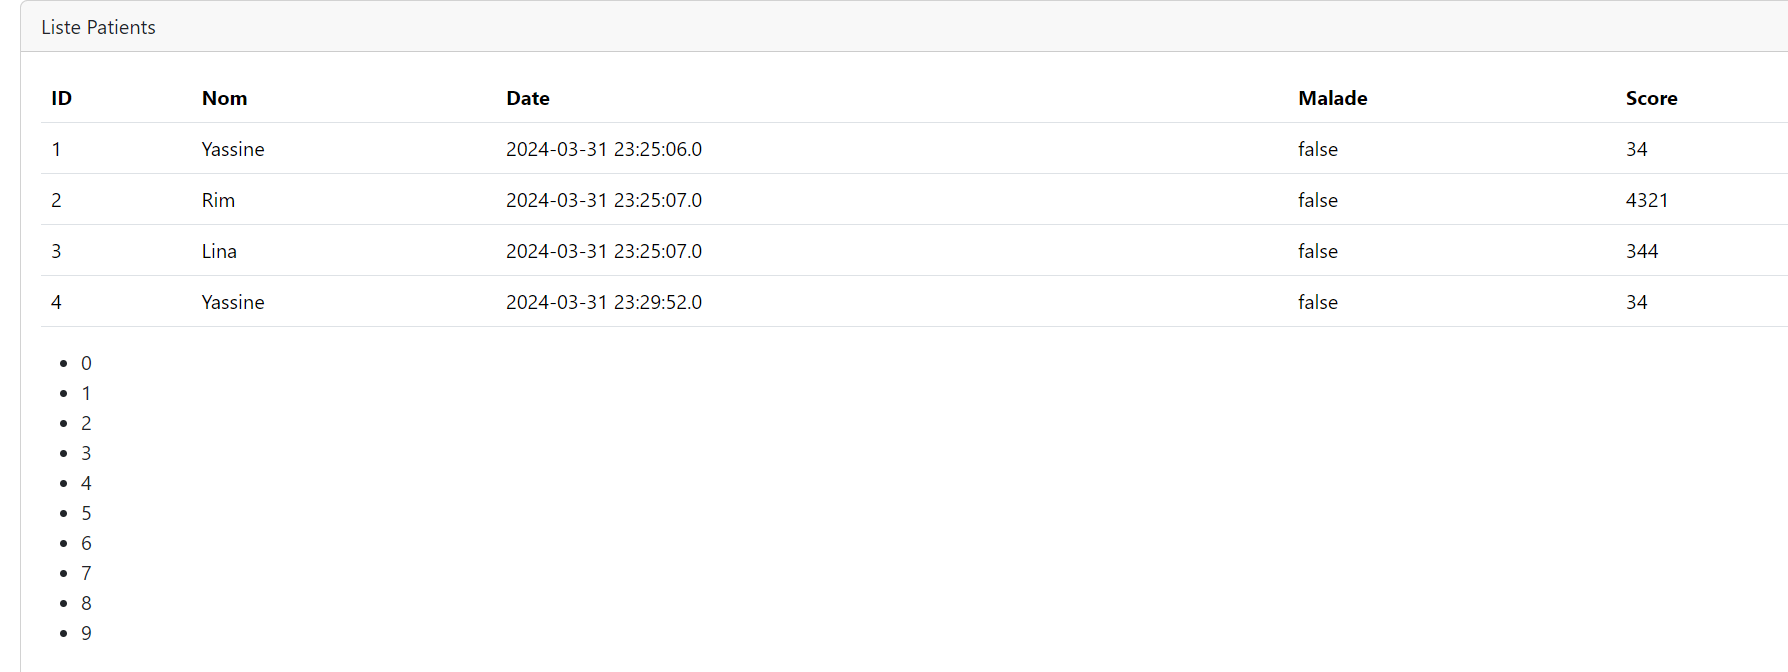 Liste Patients
ID Nom Date Malade Score
1 Yassine 2024-03-31 23:25:06.0 false 34
2 Rim 2024-03-31 23:25:07.0 false 4321
3 Lina 2024-03-31 23:25:07.0 false 344
4 Yassine 2024-03-31 23:29:52.0 false 34
• 0
• 1
• 2
• 3
• 4
• 5
• 6
• 7
• 8
• 9